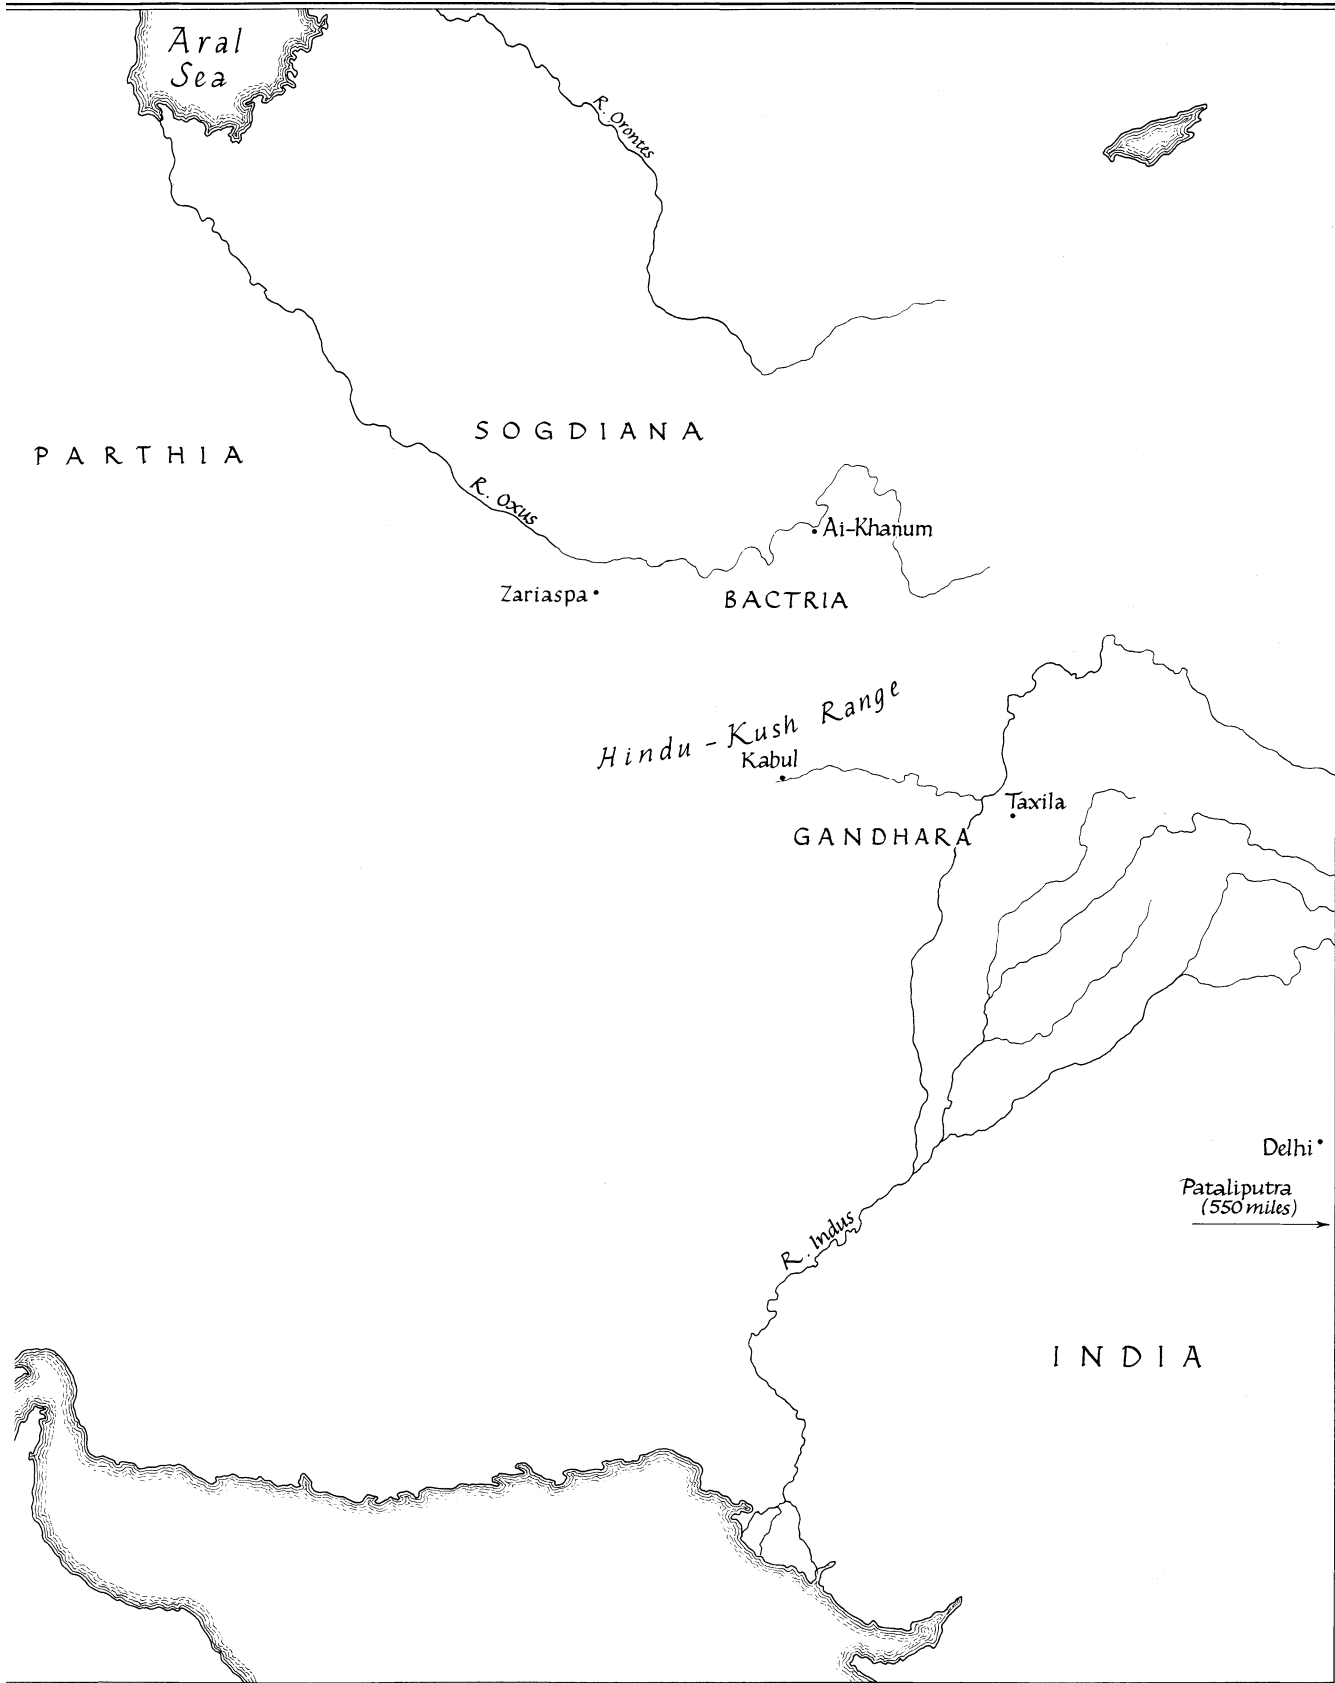 Aral
Sea
R. Orontes
SOGDIANA
PARTHIA
R. Oxus
Ai-Khanum
Zariaspa
BACTRIA
Hindu - Kush Range
Kabul
Taxila
GANDHARA
Delhi
Pataliputra
(550 miles)
R. Indus
INDIA